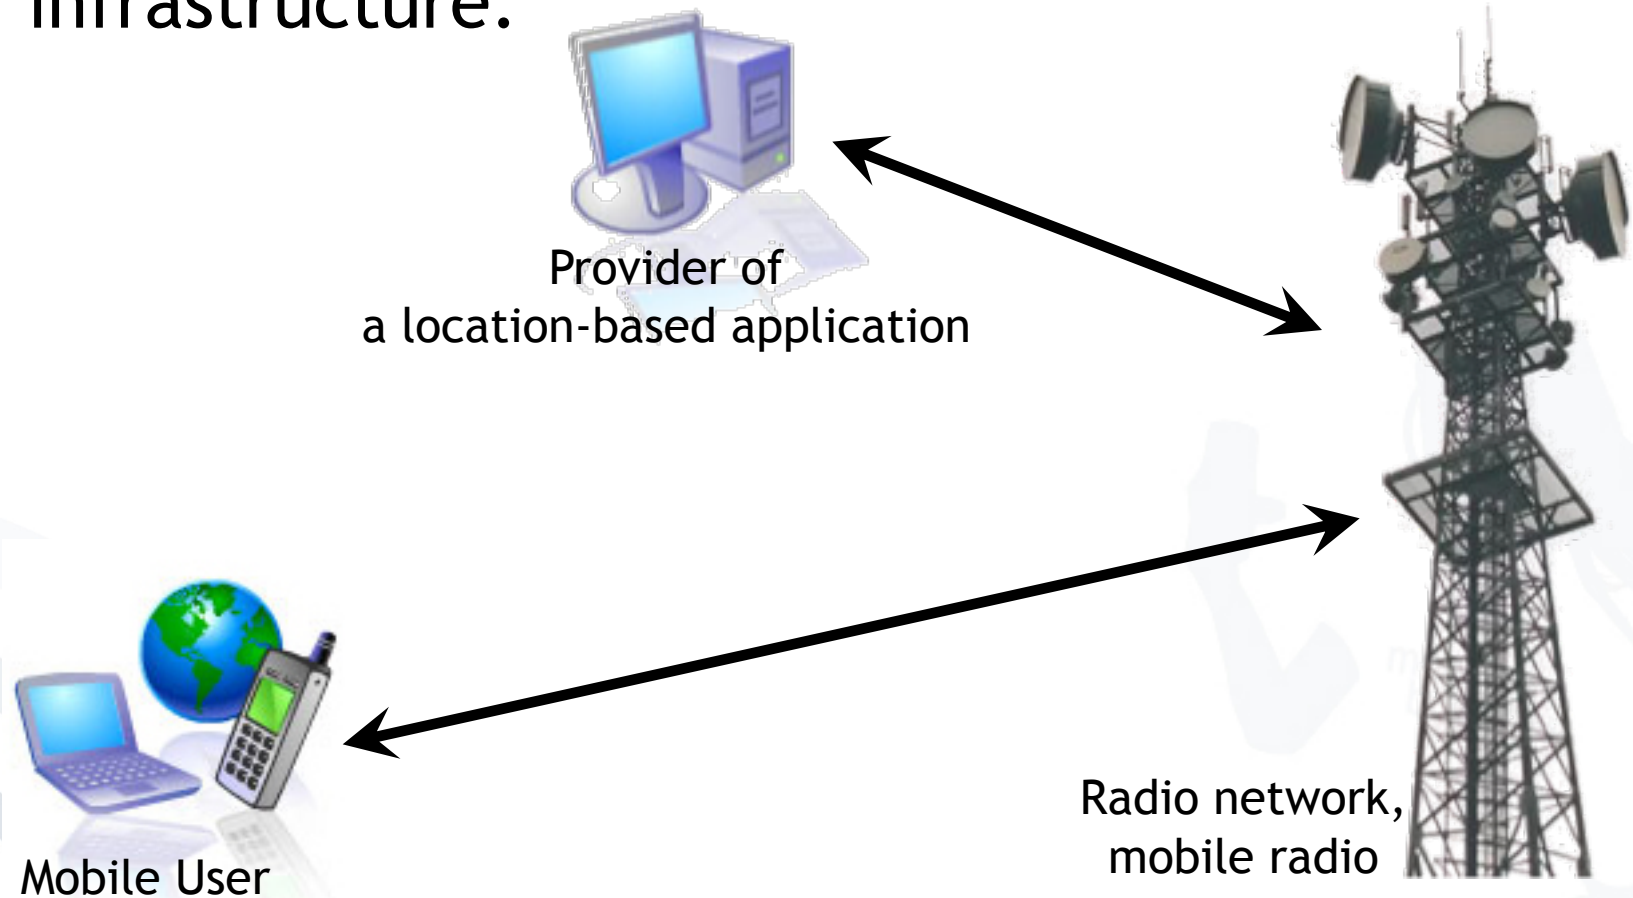 infrastructure.
Provider of
a location-based application
Radio network,
mobile radio
Mobile User